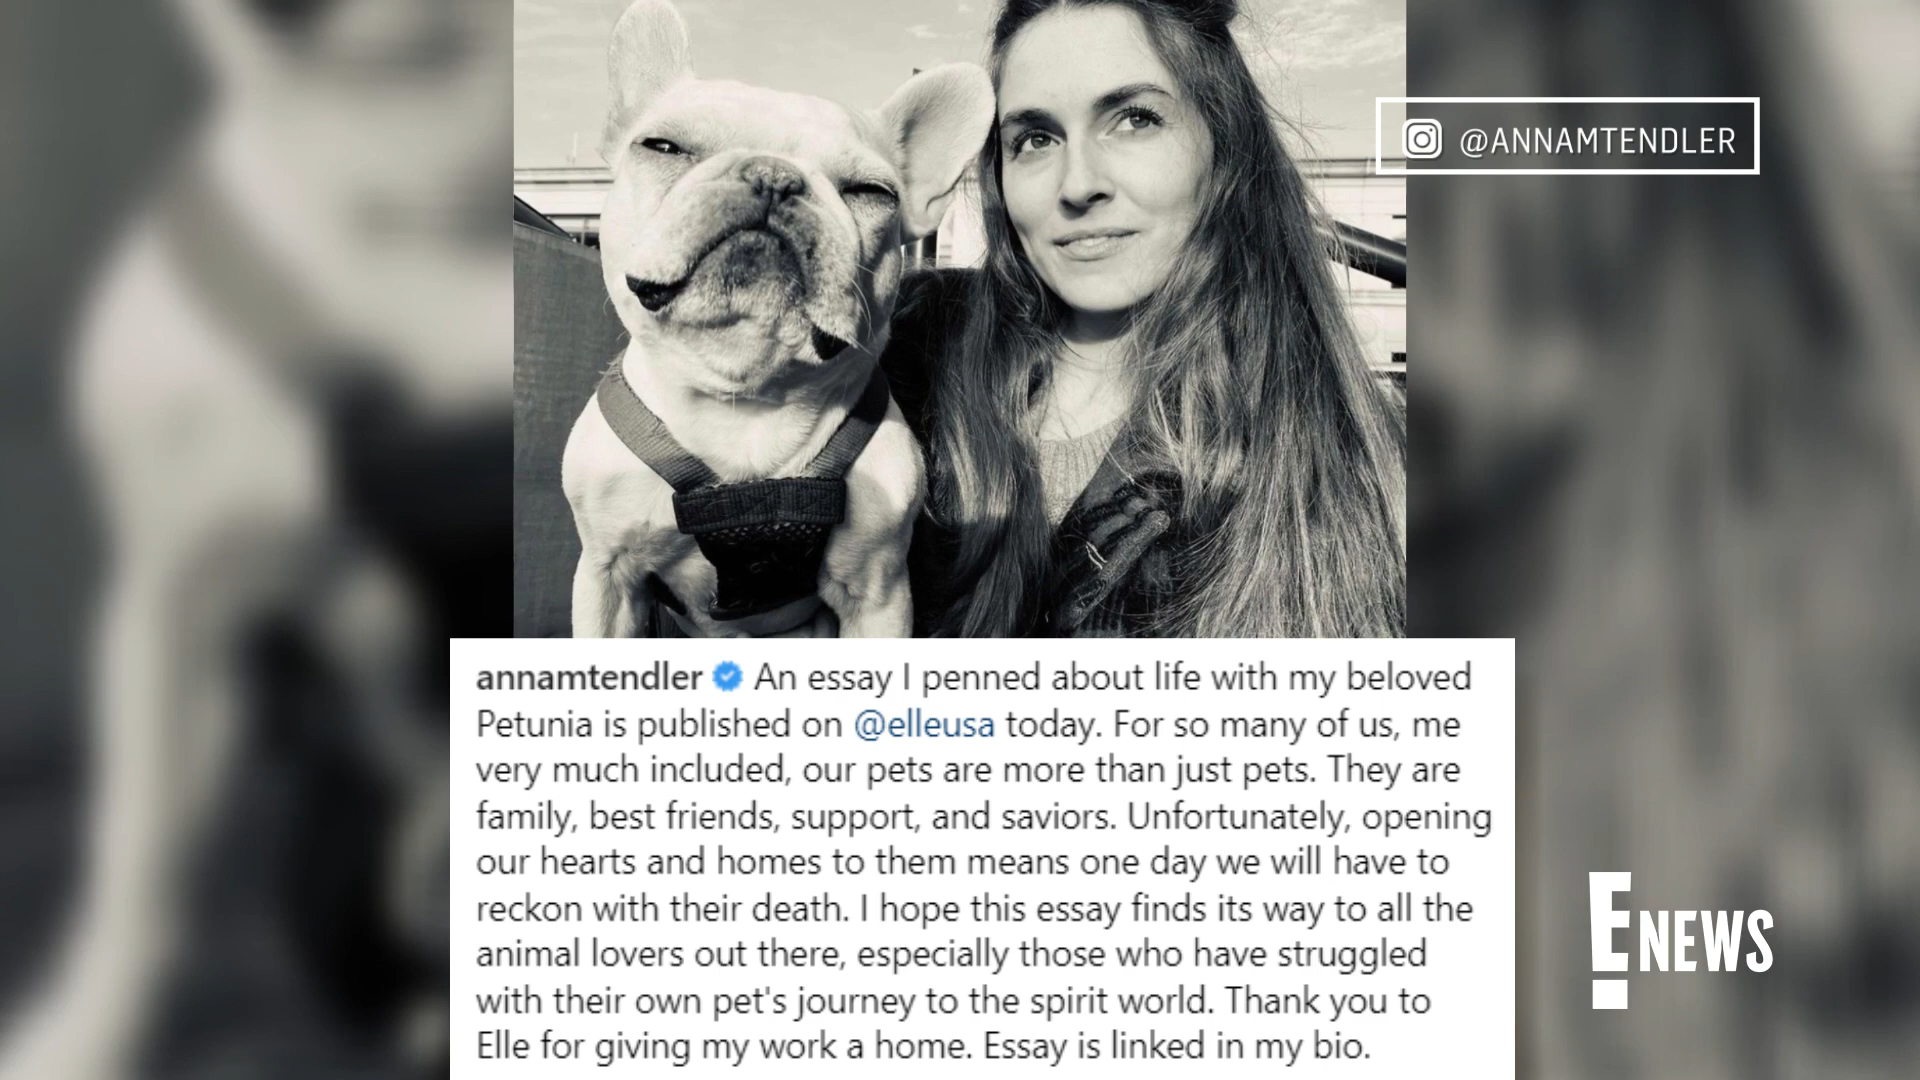 @ANNAMTENDLER
annamtendler An essay I penned about life with my beloved
Petunia is published on @elleusa today. For so many of us, me
very much included, our pets are more than just pets. They are
family, best friends, support, and saviors. Unfortunately, opening
our hearts and homes to them means one day we will have to
reckon with their death. I hope this essay finds its way to all the
animal lovers out there, especially those who have struggled
with their own pet's journey to the spirit world. Thank you to
Elle for giving my work a home. Essay is linked in my bio.
E NEWS